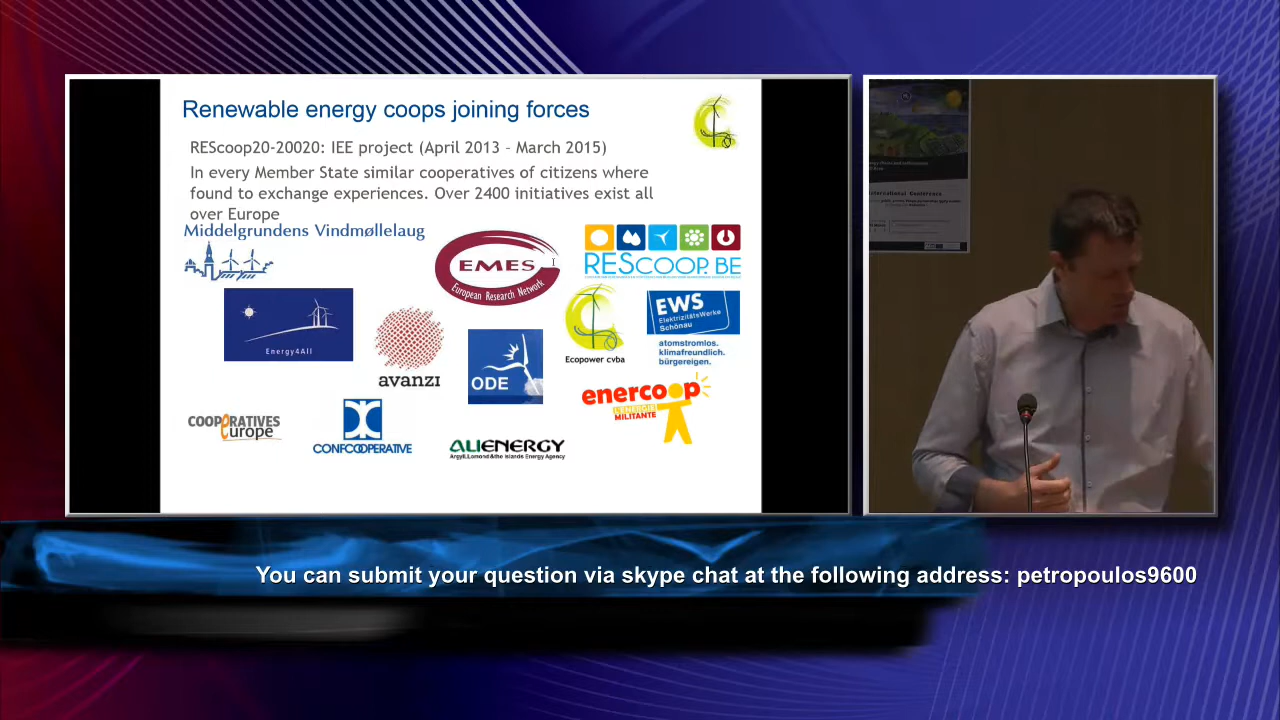 Renewable energy coops joining forces
REScoop20-20020: IEE project (April 2013 – March 2015)
In every Member State similar cooperatives of citizens where
found to exchange experiences. Over 2400 initiatives exist all
over Europe
Middelgrundens Vindmøllelaug
EMES
European Research Network
REScoop.BE
Energy4All
avanzi
ODE
Ecopower cvba
EWS
ElektrizitätsWerke
Schönau
atomstromlos.
klimafreundlich.
bürgereigen.
enercoop
L'ENERGIE
MILITANTE
COOPERATIVES
europe
CONFCOOPERATIVE
ALIENERGY
Argyll, Lomond & the Islands Energy Agency
International Conference
You can submit your question via skype chat at the following address: petropoulos9600